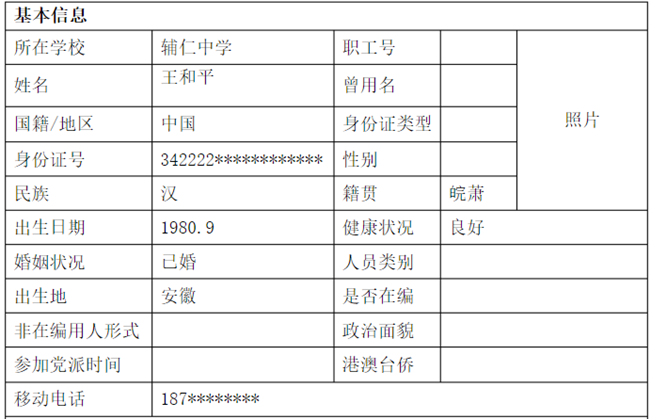 基本信息
所在学校 辅仁中学 职工号
姓名 王和平 曾用名
照片
国籍/地区 中国 身份证类型
身份证号 342222************ 性别
民族 汉 籍贯 皖萧
出生日期 1980.9 健康状况 良好
婚姻状况 已婚 人员类别
出生地 安徽 是否在编
非在编用人形式 政治面貌
参加党派时间 港澳台侨
移动电话 187********